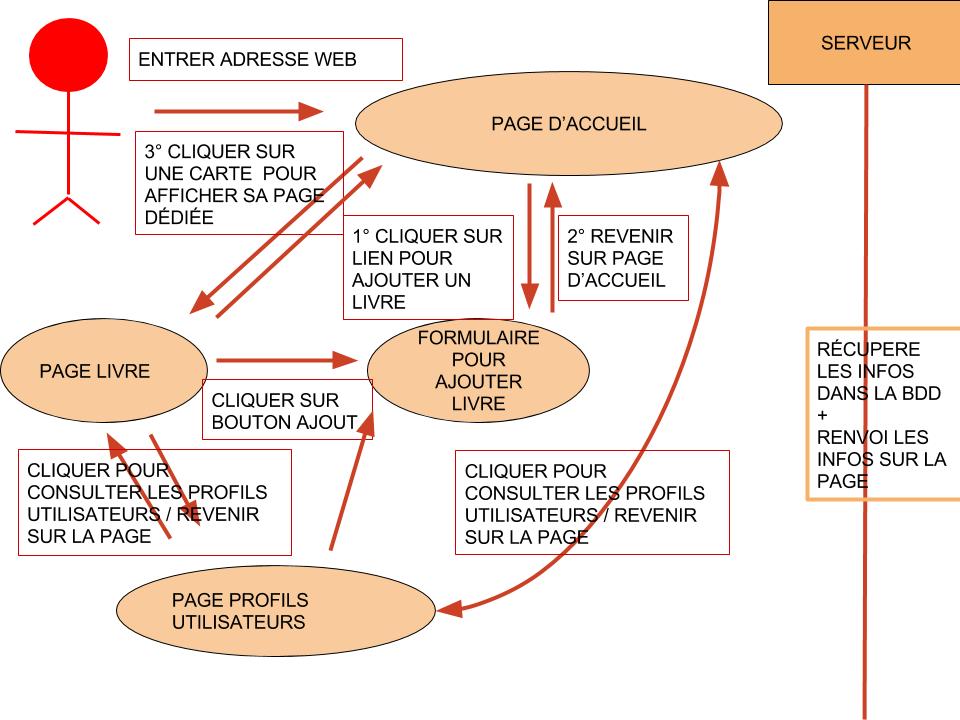 SERVEUR
ENTRER ADRESSE WEB
PAGE D’ACCUEIL
3° CLIQUER SUR
UNE CARTE POUR
AFFICHER SA PAGE
DÉDIÉE
1° CLIQUER SUR
LIEN POUR
AJOUTER UN
LIVRE
2° REVENIR
SUR PAGE
D’ACCUEIL
PAGE LIVRE
FORMULAIRE
POUR
AJOUTER
LIVRE
RÉCUPERE
LES INFOS
DANS LA BDD
+
RENVOI LES
INFOS SUR LA
PAGE
CLIQUER SUR
BOUTON AJOUT
CLIQUER POUR
CONSULTER LES PROFILS
UTILISATEURS / REVENIR
SUR LA PAGE
CLIQUER POUR
CONSULTER LES PROFILS
UTILISATEURS / REVENIR
SUR LA PAGE
PAGE PROFILS
UTILISATEURS